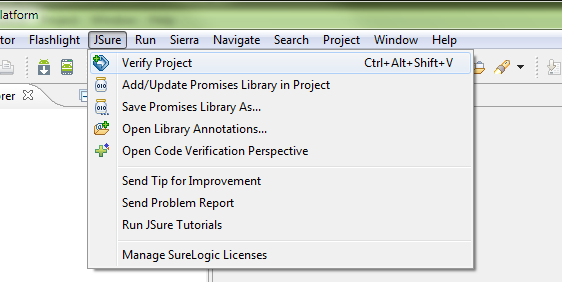 latform
tor Flashlight JSure Run Sierra Navigate Search Project Window Help
Verify Project Ctrl+Alt+Shift+V
orer
Add/Update Promises Library in Project
Save Promises Library As...
Open Library Annotations...
Open Code Verification Perspective
Send Tip for Improvement
Send Problem Report
Run JSure Tutorials
Manage SureLogic Licenses